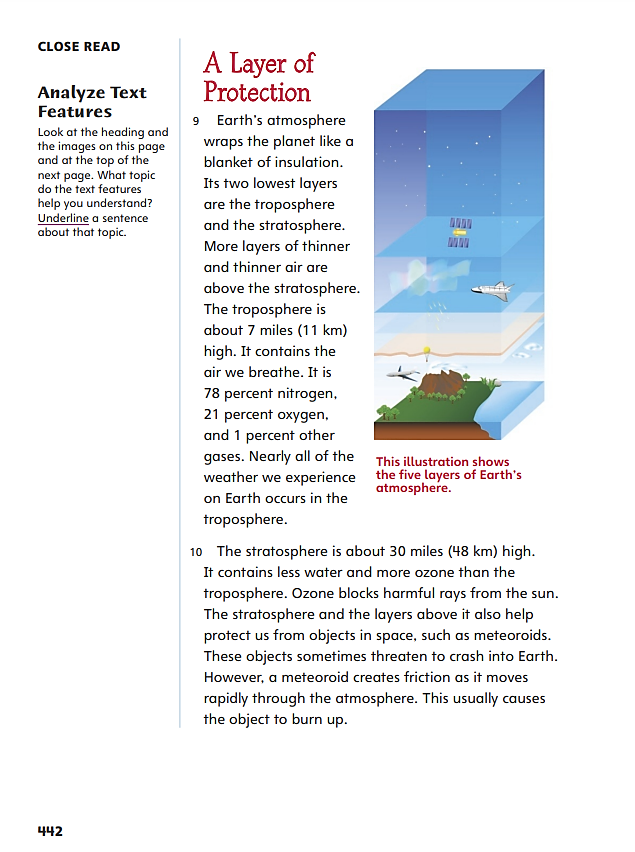 CLOSE READ
Analyze Text
Features
Look at the heading and
the images on this page
and at the top of the
next page. What topic
do the text features
help you understand?
Underline a sentence
about that topic.
A Layer of
Protection
9 Earth's atmosphere
wraps the planet like a
blanket of insulation.
Its two lowest layers
are the troposphere
and the stratosphere.
More layers of thinner
and thinner air are
above the stratosphere.
The troposphere is
about 7 miles (11 km)
high. It contains the
air we breathe. It is
78 percent nitrogen,
21 percent oxygen,
and 1 percent other
gases. Nearly all of the
weather we experience
on Earth occurs in the
troposphere.
This illustration shows
the five layers of Earth's
atmosphere.
10 The stratosphere is about 30 miles (48 km) high.
It contains less water and more ozone than the
troposphere. Ozone blocks harmful rays from the sun.
The stratosphere and the layers above it also help
protect us from objects in space, such as meteoroids.
These objects sometimes threaten to crash into Earth.
However, a meteoroid creates friction as it moves
rapidly through the atmosphere. This usually causes
the object to burn up.
442